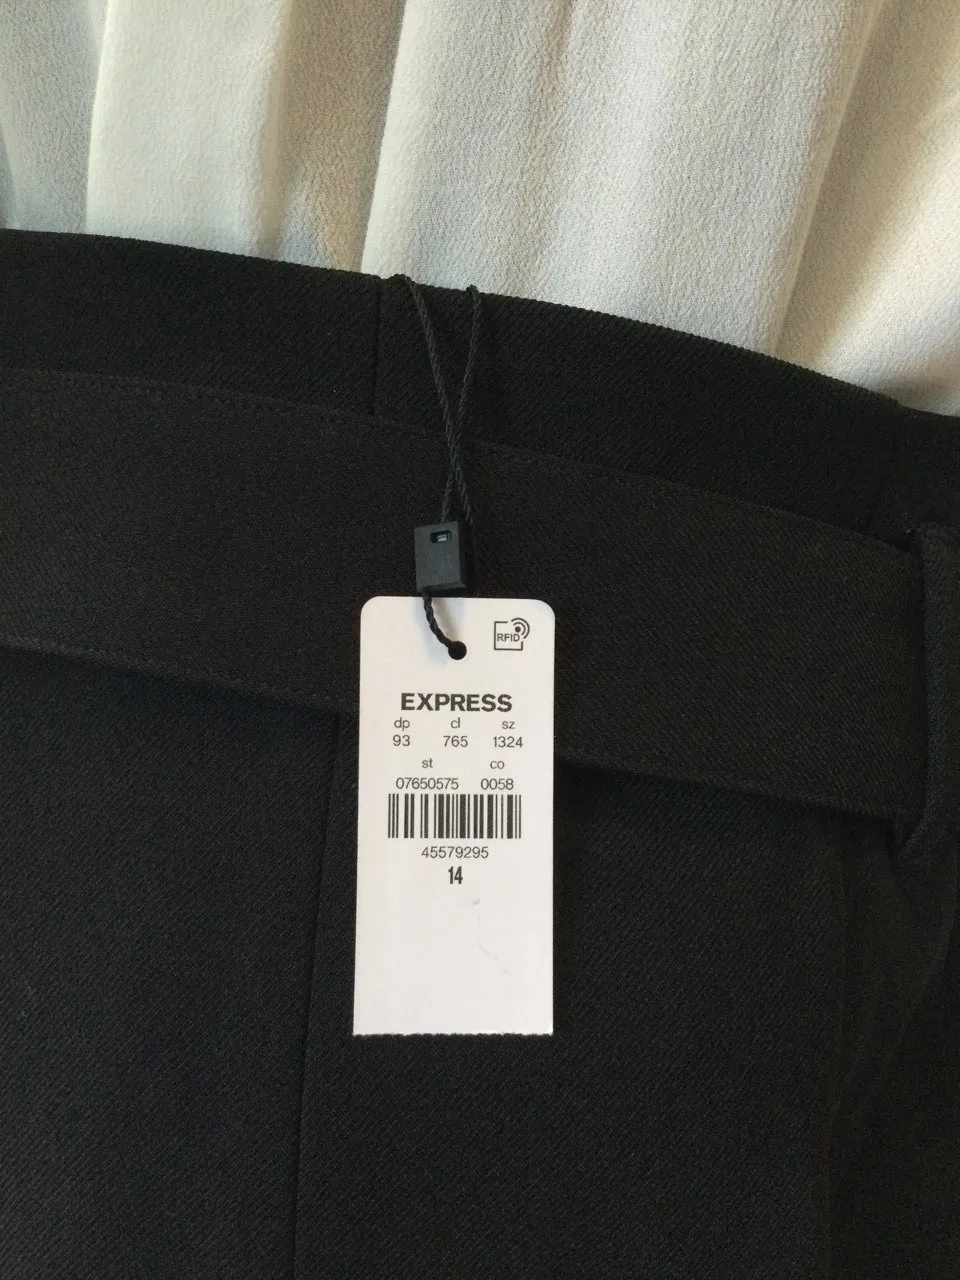 RFID
EXPRESS
dp cl sz
93 765 1324
st co
07650575 0058
45579295
14